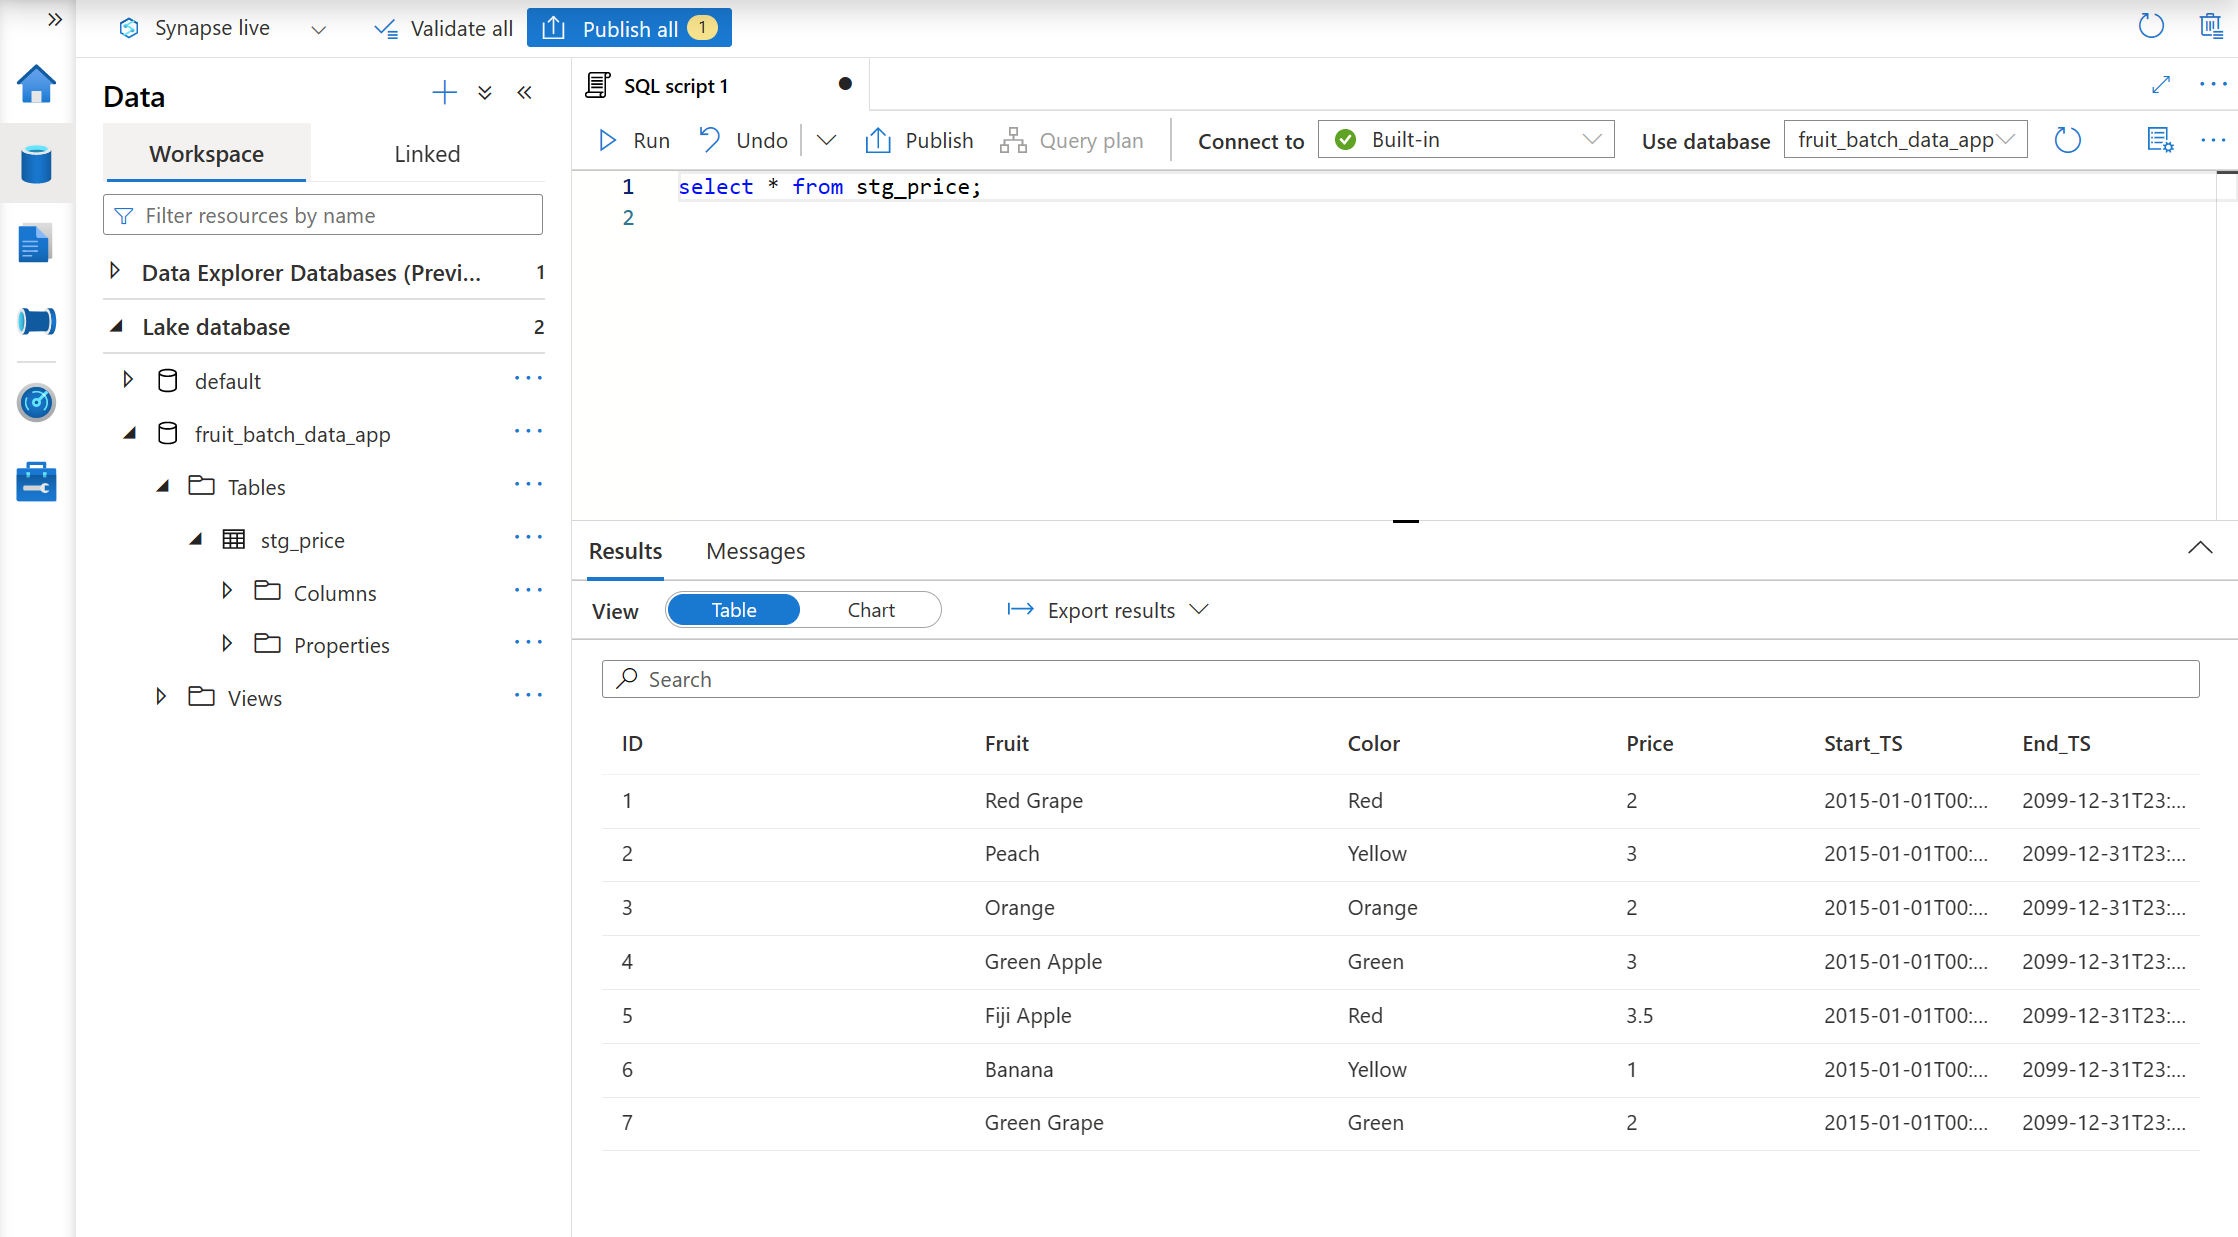 Synapse live Validate all Publish all 1
Data
Workspace Linked
Filter resources by name
Data Explorer Databases (Previ... 1
Lake database 2
default
fruit_batch_data_app
Tables
stg_price
Columns
Properties
Views
SQL script 1
Run Undo Publish Query plan Connect to Built-in Use database fruit_batch_data_app
1 select * from stg_price;
2
Results Messages
View Table Chart Export results
Search
ID Fruit Color Price Start_TS End_TS
1 Red Grape Red 2 2015-01-01T00:... 2099-12-31T23:...
2 Peach Yellow 3 2015-01-01T00:... 2099-12-31T23:...
3 Orange Orange 2 2015-01-01T00:... 2099-12-31T23:...
4 Green Apple Green 3 2015-01-01T00:... 2099-12-31T23:...
5 Fiji Apple Red 3.5 2015-01-01T00:... 2099-12-31T23:...
6 Banana Yellow 1 2015-01-01T00:... 2099-12-31T23:...
7 Green Grape Green 2 2015-01-01T00:... 2099-12-31T23:...